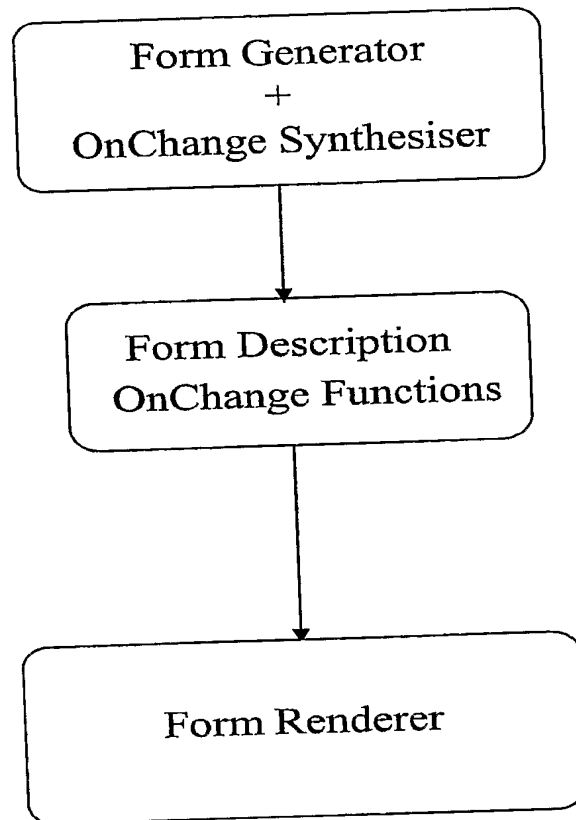 Form Generator
+
OnChange Synthesiser
Form Description
OnChange Functions
Form Renderer